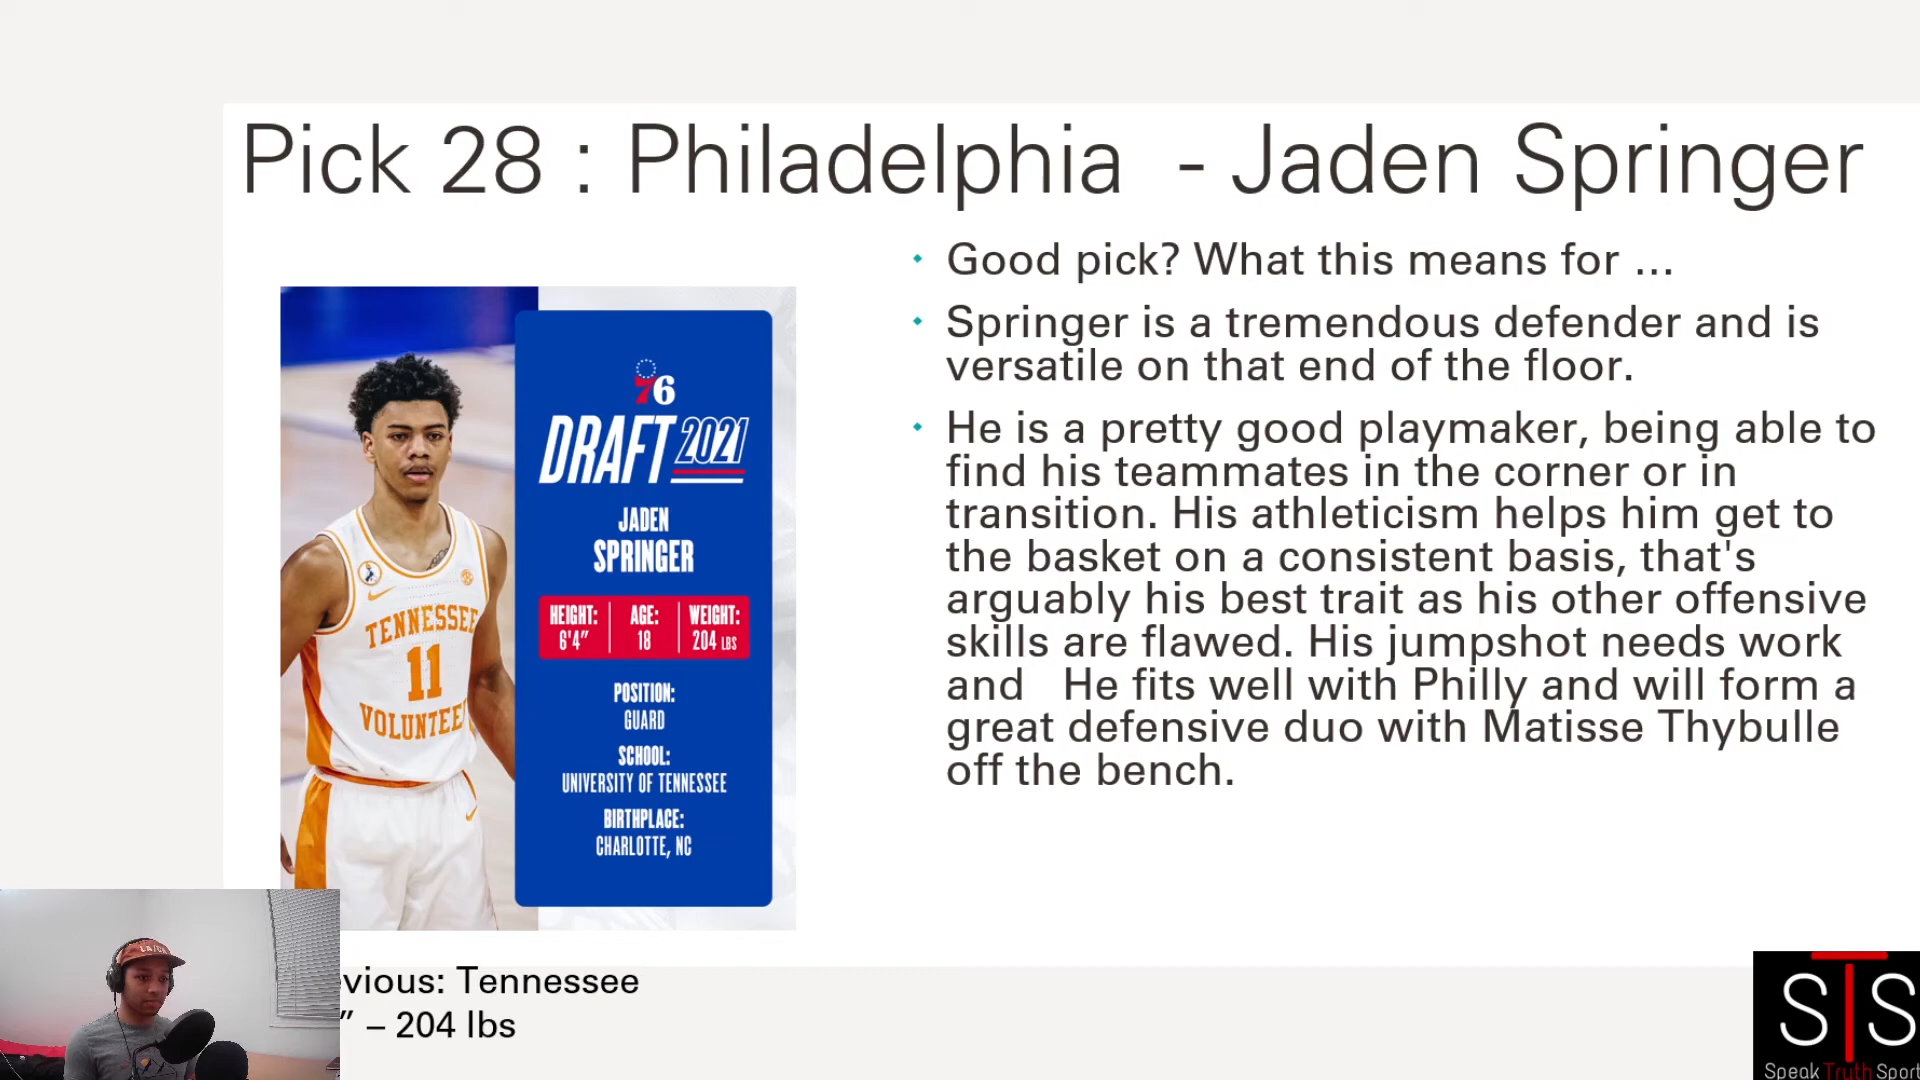 Pick 28 : Philadelphia - Jaden Springer
Good pick? What this means for ...
Springer is a tremendous defender and is
versatile on that end of the floor.
He is a pretty good playmaker, being able to
find his teammates in the corner or in
transition. His athleticism helps him get to
the basket on a consistent basis, that's
arguably his best trait as his other offensive
skills are flawed. His jumpshot needs work
and He fits well with Philly and will form a
great defensive duo with Matisse Thybulle
off the bench.
76
DRAFT 2021
JADEN
SPRINGER
HEIGHT: AGE: WEIGHT:
6'4" 18 204 LBS
POSITION:
GUARD
SCHOOL:
UNIVERSITY OF TENNESSEE
BIRTHPLACE:
CHARLOTTE, NC
TENNESSEE
11
VOLUNTEE
vious: Tennessee
” – 204 lbs
STS
Speak Truth Sport